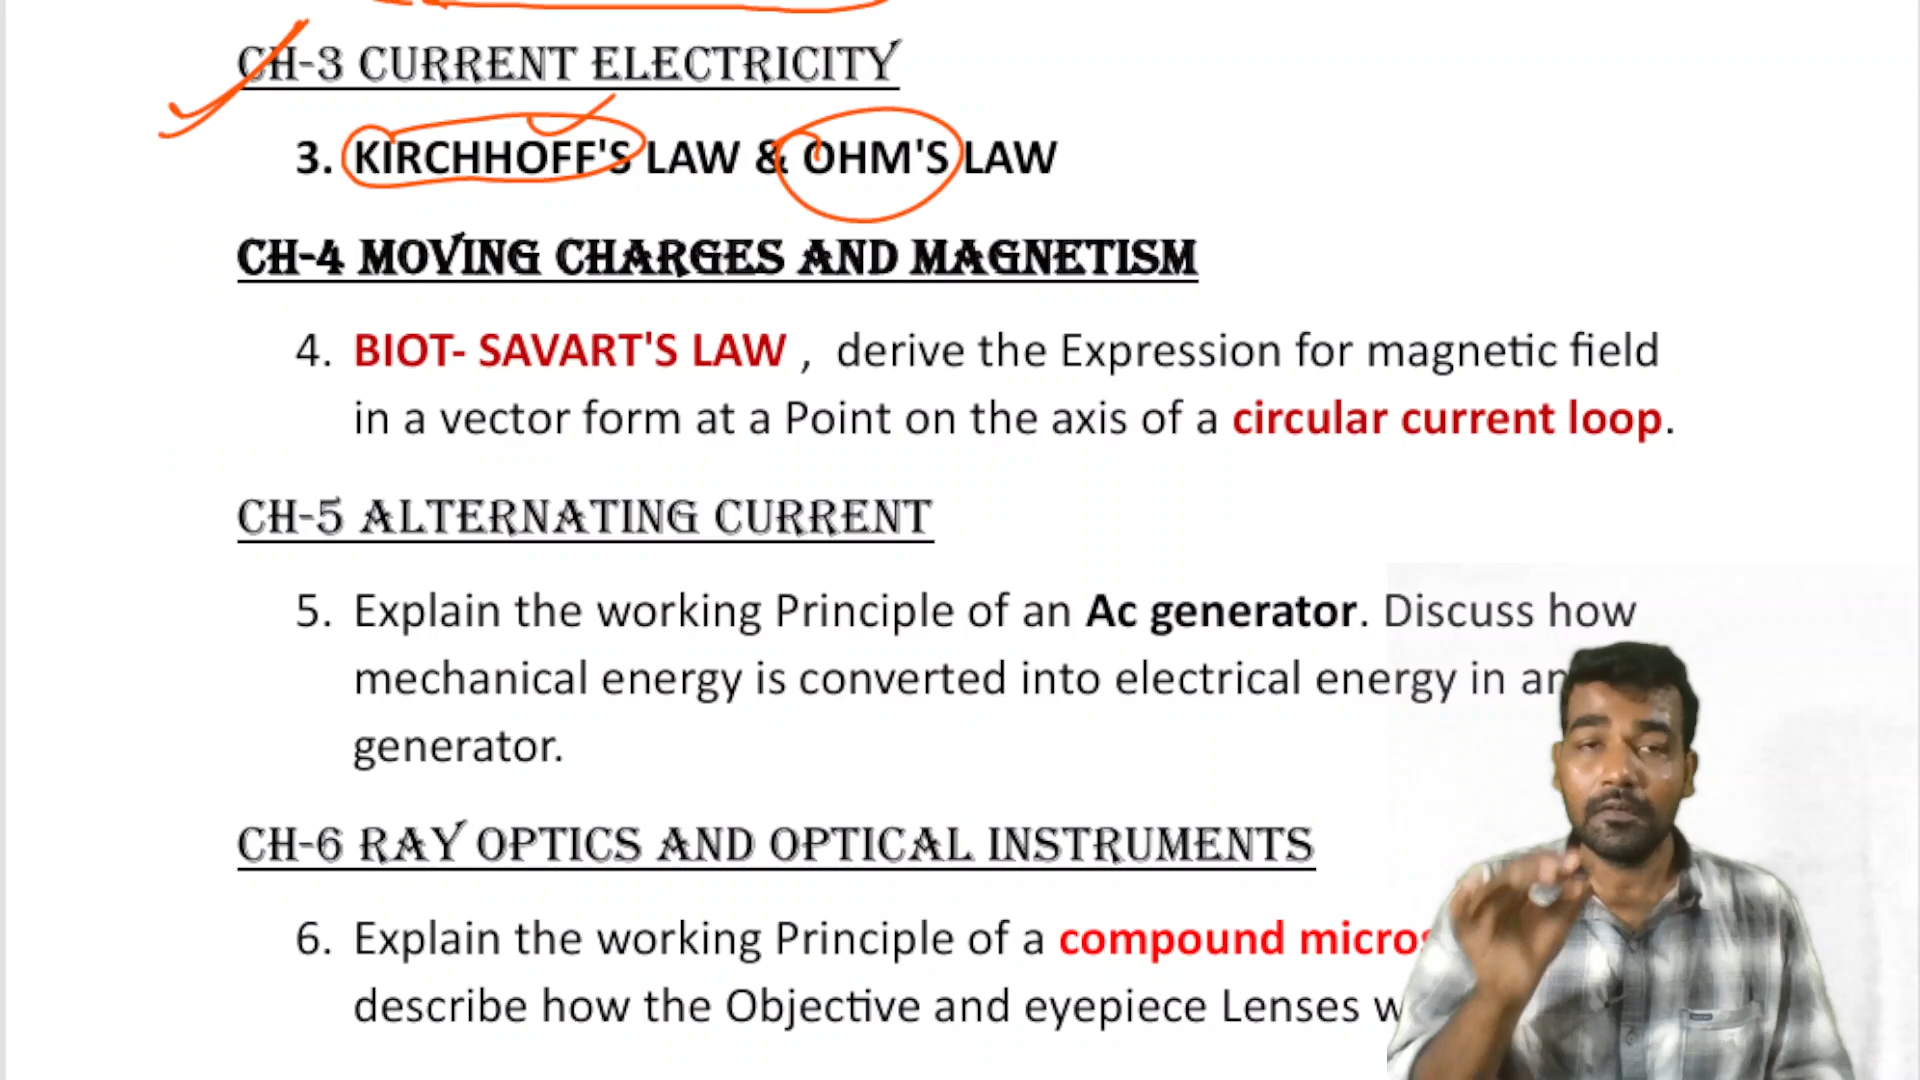 CH-3 CURRENT ELECTRICITY
3. KIRCHHOFF'S LAW & OHM'S LAW
CH-4 MOVING CHARGES AND MAGNETISM
4. BIOT- SAVART'S LAW , derive the Expression for magnetic field
in a vector form at a Point on the axis of a circular current loop.
CH-5 ALTERNATING CURRENT
5. Explain the working Principle of an Ac generator. Discuss how
mechanical energy is converted into electrical energy in
generator.
CH-6 RAY OPTICS AND OPTICAL INSTRUMENTS
6. Explain the working Principle of a compound
describe how the Objective and eyepiece Lenses